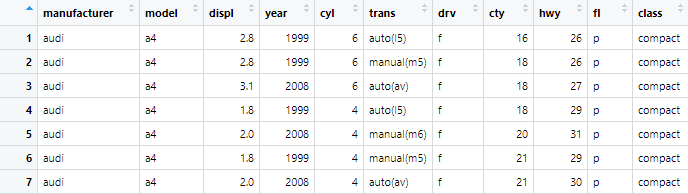 manufacturer model displ year cyl trans drv cty hwy fl class
1 audi a4 2.8 1999 6 auto(l5) f 16 26 p compact
2 audi a4 2.8 1999 6 manual(m5) f 18 26 p compact
3 audi a4 3.1 2008 6 auto(av) f 18 27 p compact
4 audi a4 1.8 1999 4 auto(l5) f 18 29 p compact
5 audi a4 2.0 2008 4 manual(m6) f 20 31 p compact
6 audi a4 1.8 1999 4 manual(m5) f 21 29 p compact
7 audi a4 2.0 2008 4 auto(av) f 21 30 p compact